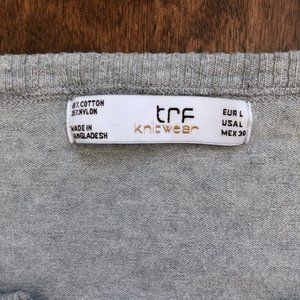 % COTTON
% NYLON
MADE IN
BANGLADESH
trf
knitwear
EUR L
USA L
MEX 30